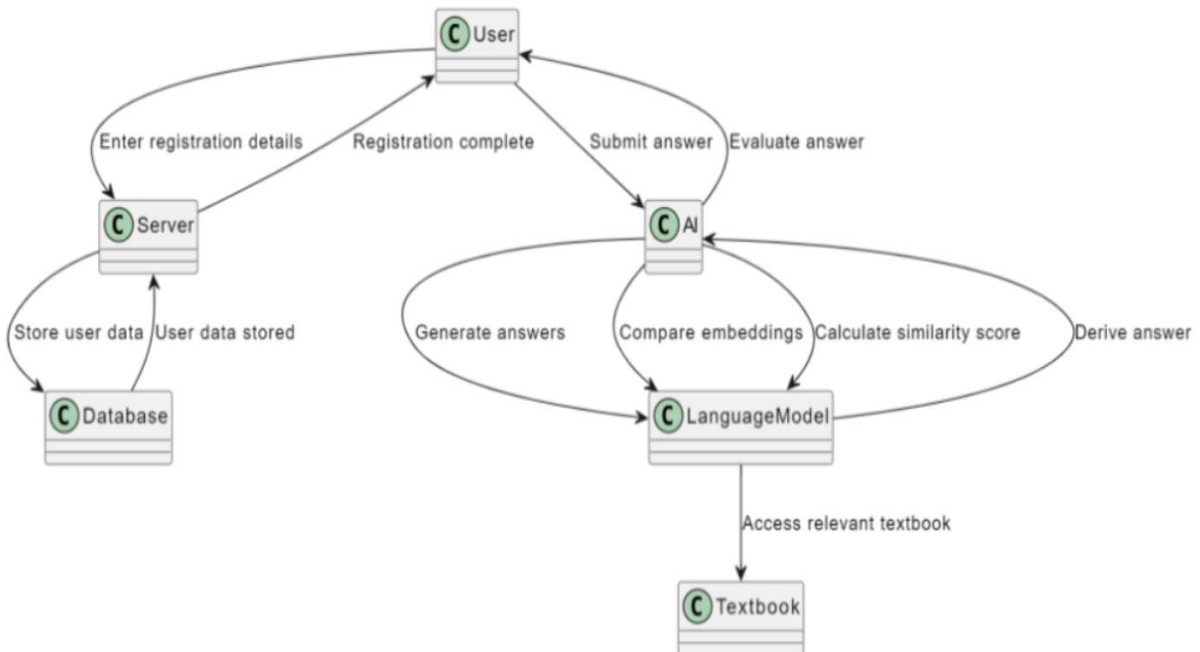 C User
Enter registration details
Registration complete
Submit answer
Evaluate answer
C Server
C AI
Store user data
User data stored
Generate answers
Compare embeddings
Calculate similarity score
Derive answer
C Database
C LanguageModel
Access relevant textbook
C Textbook